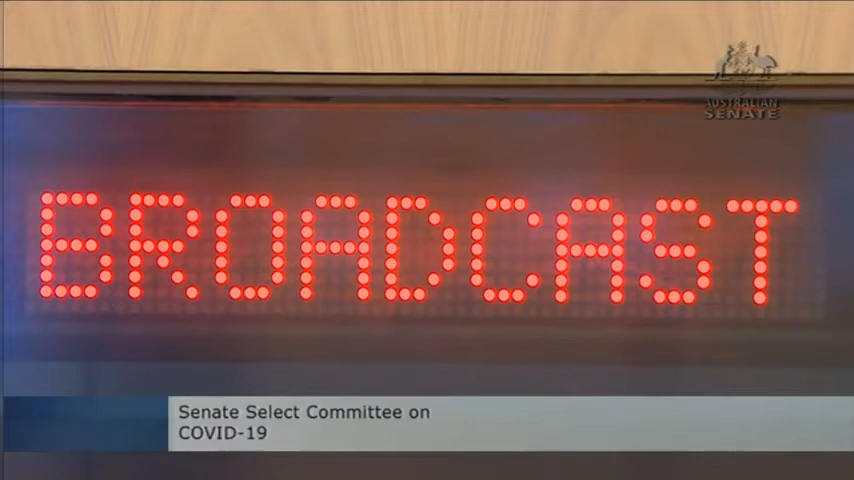 AUSTRALIAN
SENATE
BROADCAST
Senate Select Committee on
COVID-19